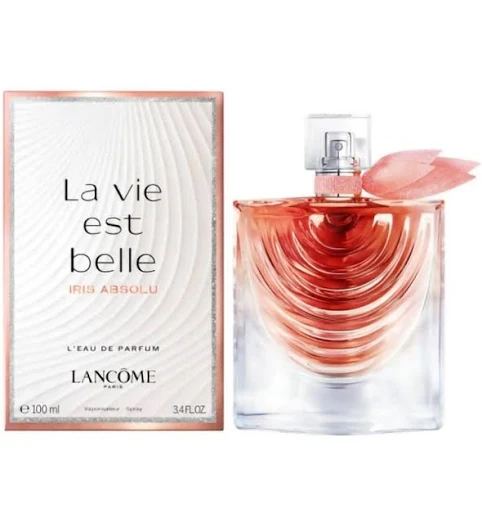 La vie
est
belle
IRIS ABSOLU
L'EAU DE PARFUM
LANCÔME
PARIS
℮ 100 ml Vaporisateur - Spray 3.4 FL.OZ.